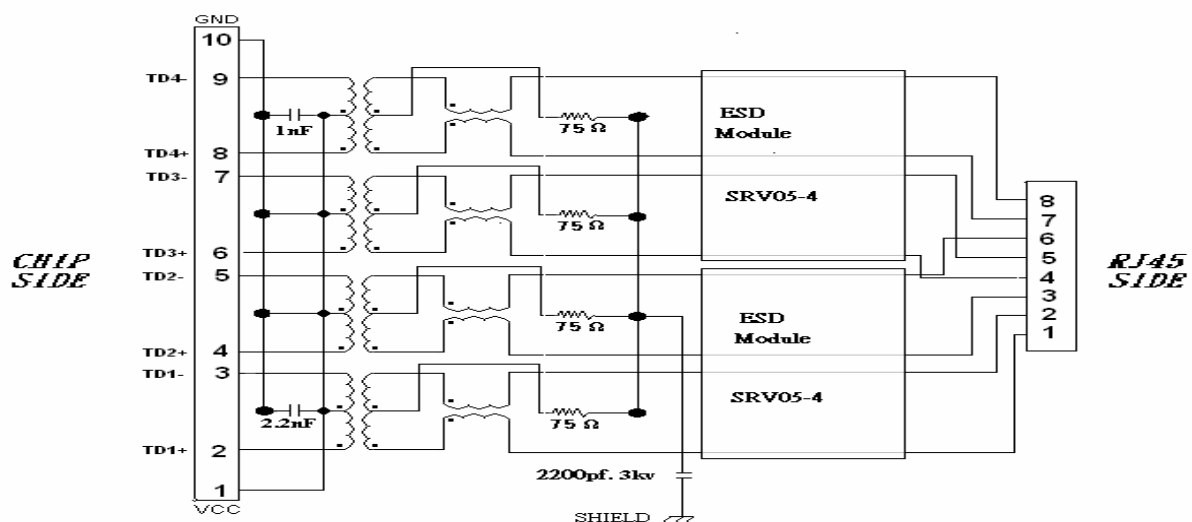 GND
10
TD4- 9
1nF
75 Ω
ESD
Module
TD4+ 8
TD3- 7
SRV05-4
75 Ω
TD3+ 6
CHIP
SIDE
TD2- 5
75 Ω
ESD
Module
TD2+ 4
TD1- 3
SRV05-4
2.2nF
75 Ω
TD1+ 2
2200pf. 3kv
1
VCC
SHIELD
8
7
6
5
4
3
2
1
RJ45
SIDE